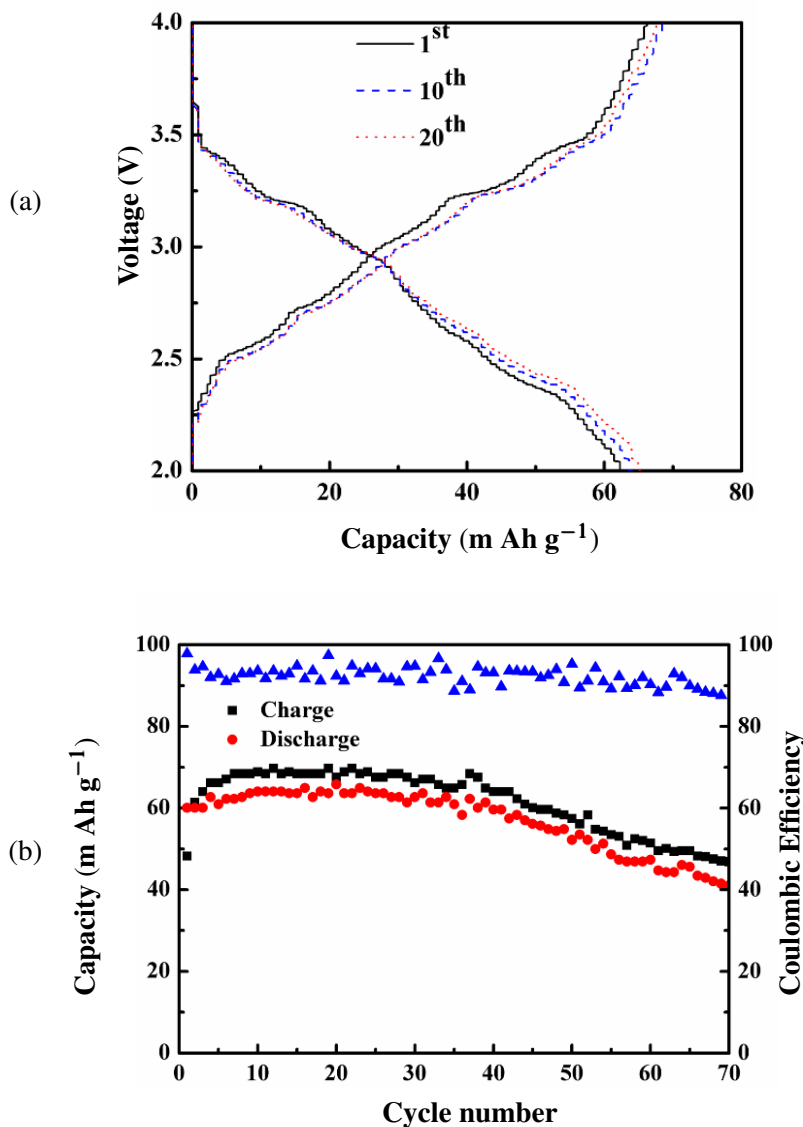 (a)
Voltage (V)
4.0
3.5
3.0
2.5
2.0
1st
10th
20th
0 20 40 60 80
Capacity (m Ah g−1)
(b)
Capacity (m Ah g−1)
100
80
60
40
20
0
Charge
Discharge
100
80
60
40
20
0
Coulombic Efficiency
0 10 20 30 40 50 60 70
Cycle number